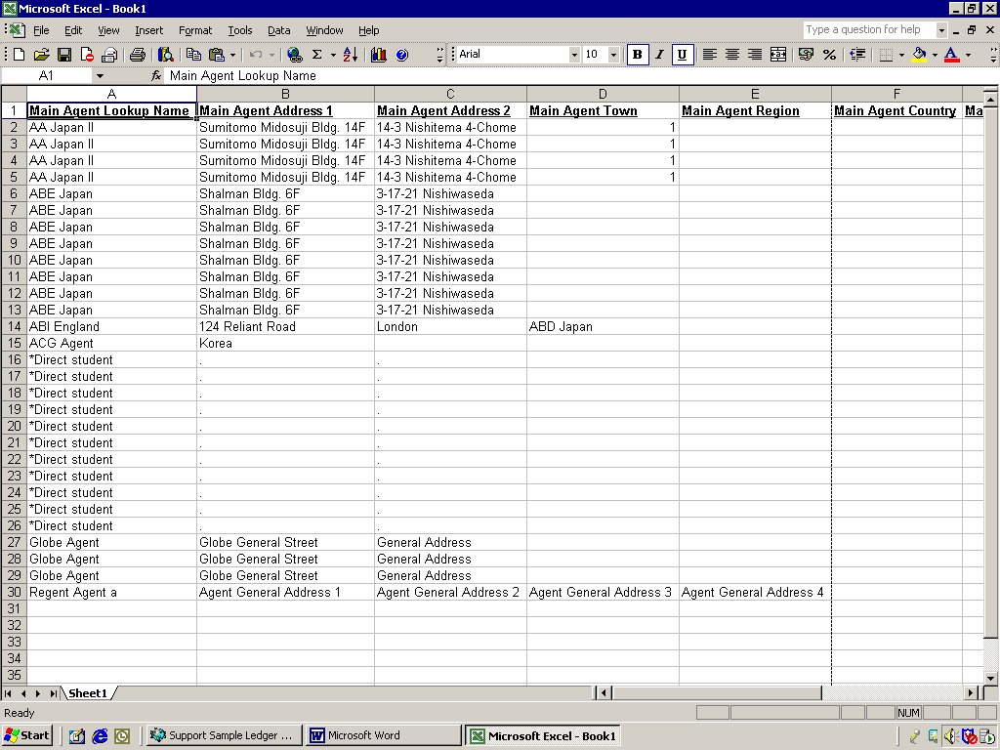 Microsoft Excel - Book1
File Edit View Insert Format Tools Data Window Help Type a question for help
Arial 10 B I U %
A1 fx Main Agent Lookup Name
A B C D E F
1 Main Agent Lookup Name Main Agent Address 1 Main Agent Address 2 Main Agent Town Main Agent Region Main Agent Country Ma
2 AA Japan II Sumitomo Midosuji Bldg. 14F 14-3 Nishitema 4-Chome 1
3 AA Japan II Sumitomo Midosuji Bldg. 14F 14-3 Nishitema 4-Chome 1
4 AA Japan II Sumitomo Midosuji Bldg. 14F 14-3 Nishitema 4-Chome 1
5 AA Japan II Sumitomo Midosuji Bldg. 14F 14-3 Nishitema 4-Chome 1
6 ABE Japan Shalman Bldg. 6F 3-17-21 Nishiwaseda
7 ABE Japan Shalman Bldg. 6F 3-17-21 Nishiwaseda
8 ABE Japan Shalman Bldg. 6F 3-17-21 Nishiwaseda
9 ABE Japan Shalman Bldg. 6F 3-17-21 Nishiwaseda
10 ABE Japan Shalman Bldg. 6F 3-17-21 Nishiwaseda
11 ABE Japan Shalman Bldg. 6F 3-17-21 Nishiwaseda
12 ABE Japan Shalman Bldg. 6F 3-17-21 Nishiwaseda
13 ABE Japan Shalman Bldg. 6F 3-17-21 Nishiwaseda
14 ABI England 124 Reliant Road London ABD Japan
15 ACG Agent Korea
16 *Direct student . .
17 *Direct student . .
18 *Direct student . .
19 *Direct student . .
20 *Direct student . .
21 *Direct student . .
22 *Direct student . .
23 *Direct student . .
24 *Direct student . .
25 *Direct student . .
26 *Direct student . .
27 Globe Agent Globe General Street General Address
28 Globe Agent Globe General Street General Address
29 Globe Agent Globe General Street General Address
30 Regent Agent a Agent General Address 1 Agent General Address 2 Agent General Address 3 Agent General Address 4
31
32
33
34
35
Sheet1
Ready NUM
Start Support Sample Ledger ... Microsoft Word Microsoft Excel - Book1